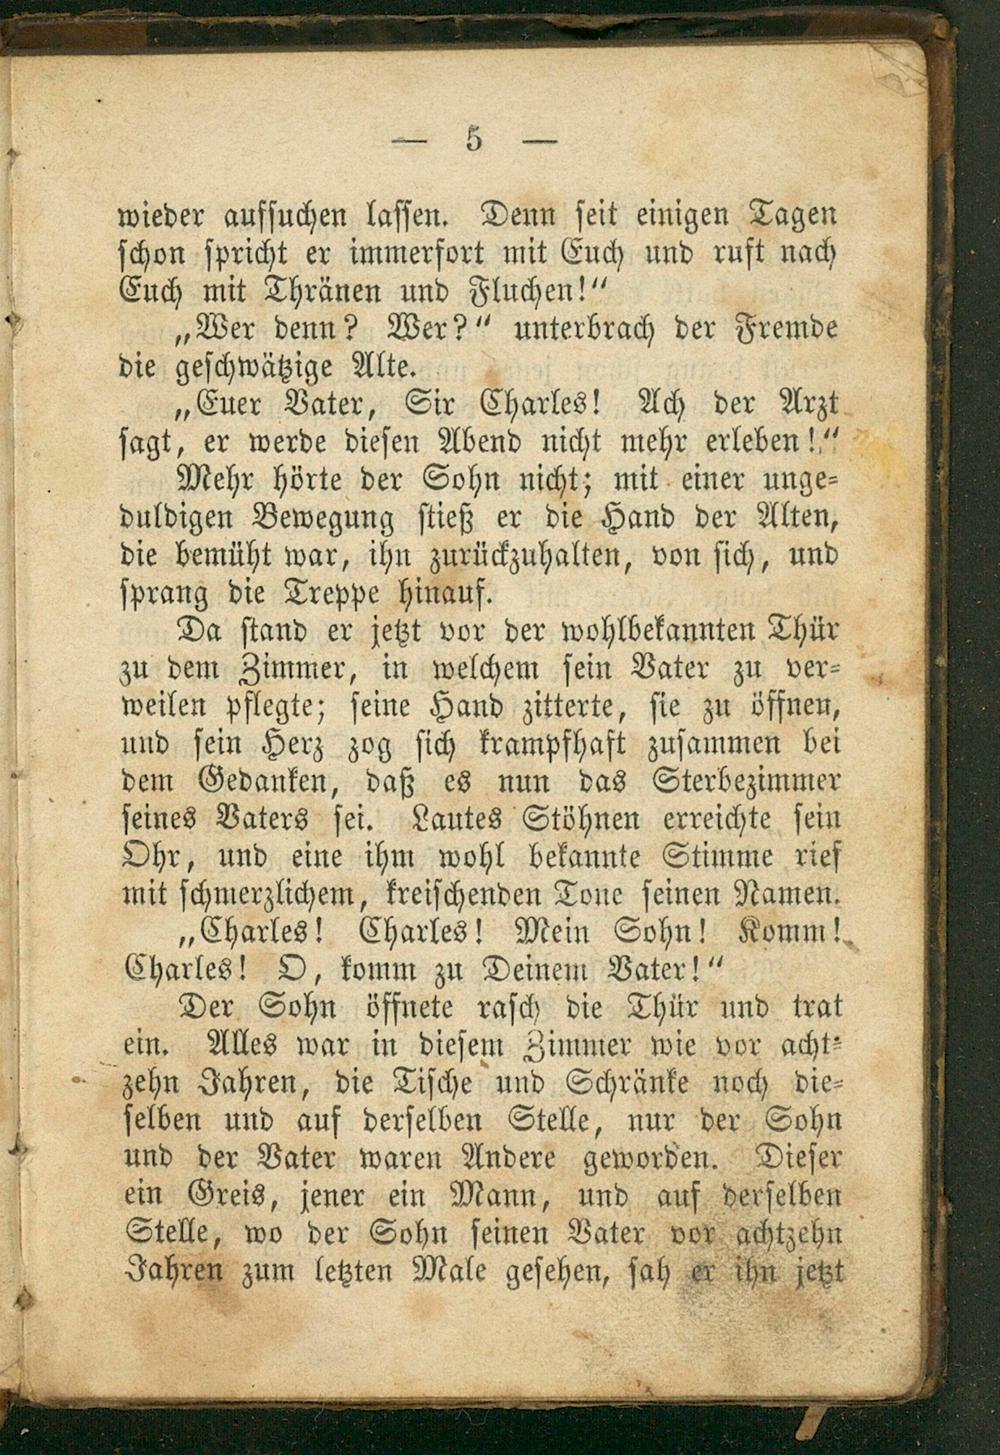 — 5 —
wieder aufsuchen lassen. Denn seit einigen Tagen
schon spricht er immerfort mit Euch und ruft nach
Euch mit Thränen und Fluchen!“
„Wer denn? Wer?“ unterbrach der Fremde
die geschwätzige Alte.
„Euer Vater, Sir Charles! Ach der Arzt
sagt, er werde diesen Abend nicht mehr erleben!“
Mehr hörte der Sohn nicht; mit einer unge-
duldigen Bewegung stieß er die Hand der Alten,
die bemüht war, ihn zurückzuhalten, von sich, und
sprang die Treppe hinauf.
Da stand er jetzt vor der wohlbekannten Thür
zu dem Zimmer, in welchem sein Vater zu ver-
weilen pflegte; seine Hand zitterte, sie zu öffnen,
und sein Herz zog sich krampfhaft zusammen bei
dem Gedanken, daß es nun das Sterbezimmer
seines Vaters sei. Lautes Stöhnen erreichte sein
Ohr, und eine ihm wohl bekannte Stimme rief
mit schmerzlichem, kreischenden Tone seinen Namen.
„Charles! Charles! Mein Sohn! Komm!
Charles! O, komm zu Deinem Vater!“
Der Sohn öffnete rasch die Thür und trat
ein. Alles war in diesem Zimmer wie vor acht-
zehn Jahren, die Tische und Schränke noch die-
selben und auf derselben Stelle, nur der Sohn
und der Vater waren Andere geworden. Dieser
ein Greis, jener ein Mann, und auf derselben
Stelle, wo der Sohn seinen Vater vor achtzehn
Jahren zum letzten Male gesehen, sah er ihn jetzt